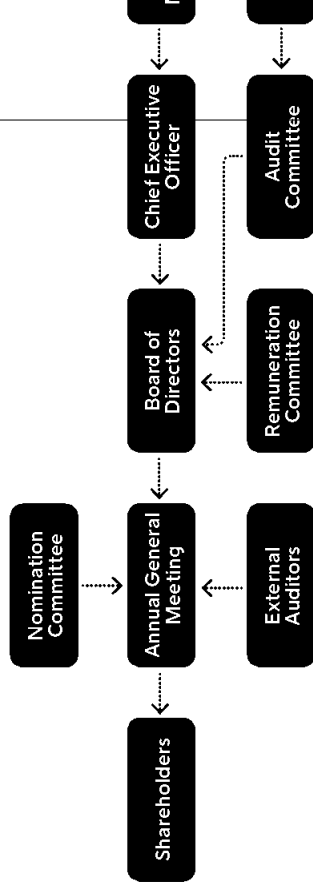 Nomination
Committee
Shareholders
Annual General
Meeting
Board of
Directors
Chief Executive
Officer
External
Auditors
Remuneration
Committee
Audit
Committee